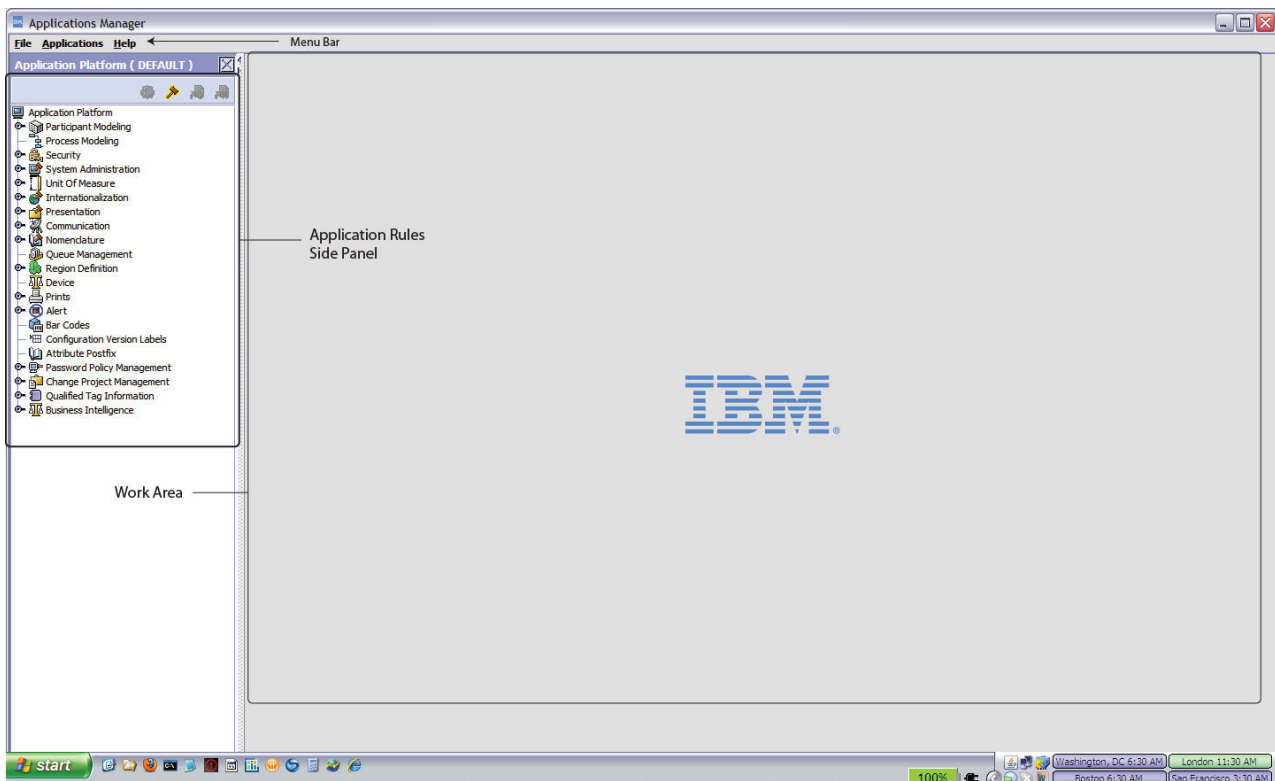 Applications Manager
File Applications Help
Menu Bar
Application Platform ( DEFAULT )
Application Platform
Participant Modeling
Process Modeling
Security
System Administration
Unit Of Measure
Internationalization
Presentation
Communication
Nomenclature
Queue Management
Region Definition
Device
Prints
Alert
Bar Codes
Configuration Version Labels
Attribute Postfix
Password Policy Management
Change Project Management
Qualified Tag Information
Business Intelligence
Application Rules
Side Panel
IBM®
Work Area
start
Washington, DC 6:30 AM
London 11:30 AM
100%
Boston 6:30 AM
San Francisco 3:30 AM